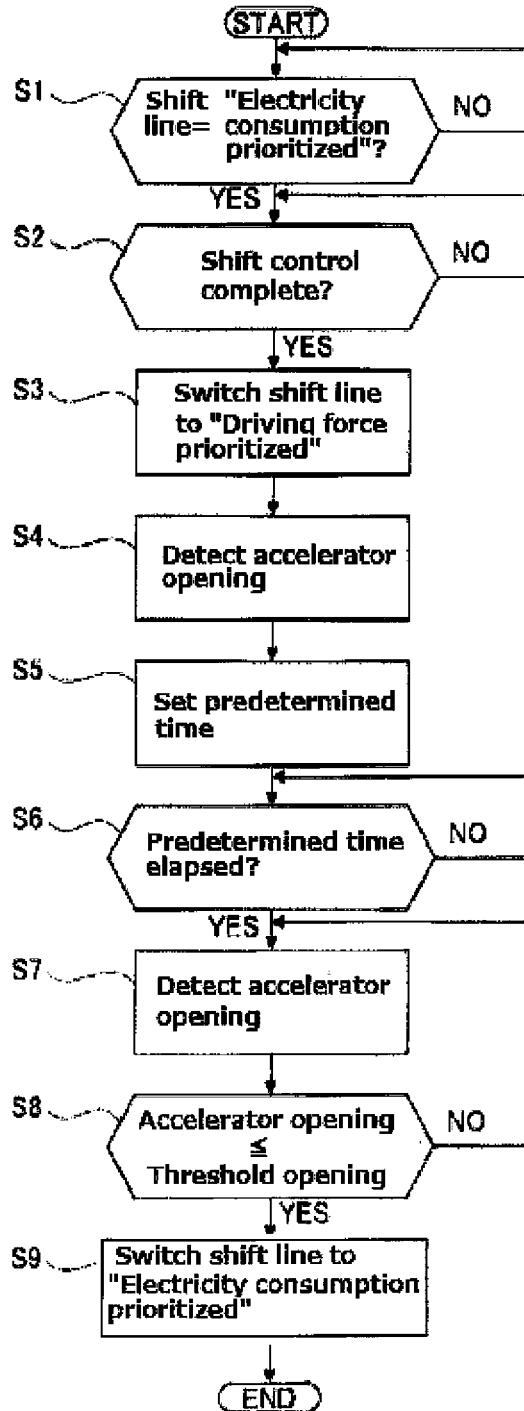 START
S1
Shift "Electricity
line= consumption
prioritized"?
NO
YES
S2
Shift control
complete?
NO
YES
S3
Switch shift line
to "Driving force
prioritized"
S4
Detect accelerator
opening
S5
Set predetermined
time
S6
Predetermined time
elapsed?
NO
YES
S7
Detect accelerator
opening
S8
Accelerator opening
≦
Threshold opening
NO
YES
S9
Switch shift line to
"Electricity consumption
prioritized"
END